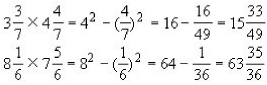 3 3/7 × 4 4/7 = 4² − (4/7)² = 16 − 16/49 = 15 33/49
8 1/6 × 7 5/6 = 8² − (1/6)² = 64 − 1/36 = 63 35/36